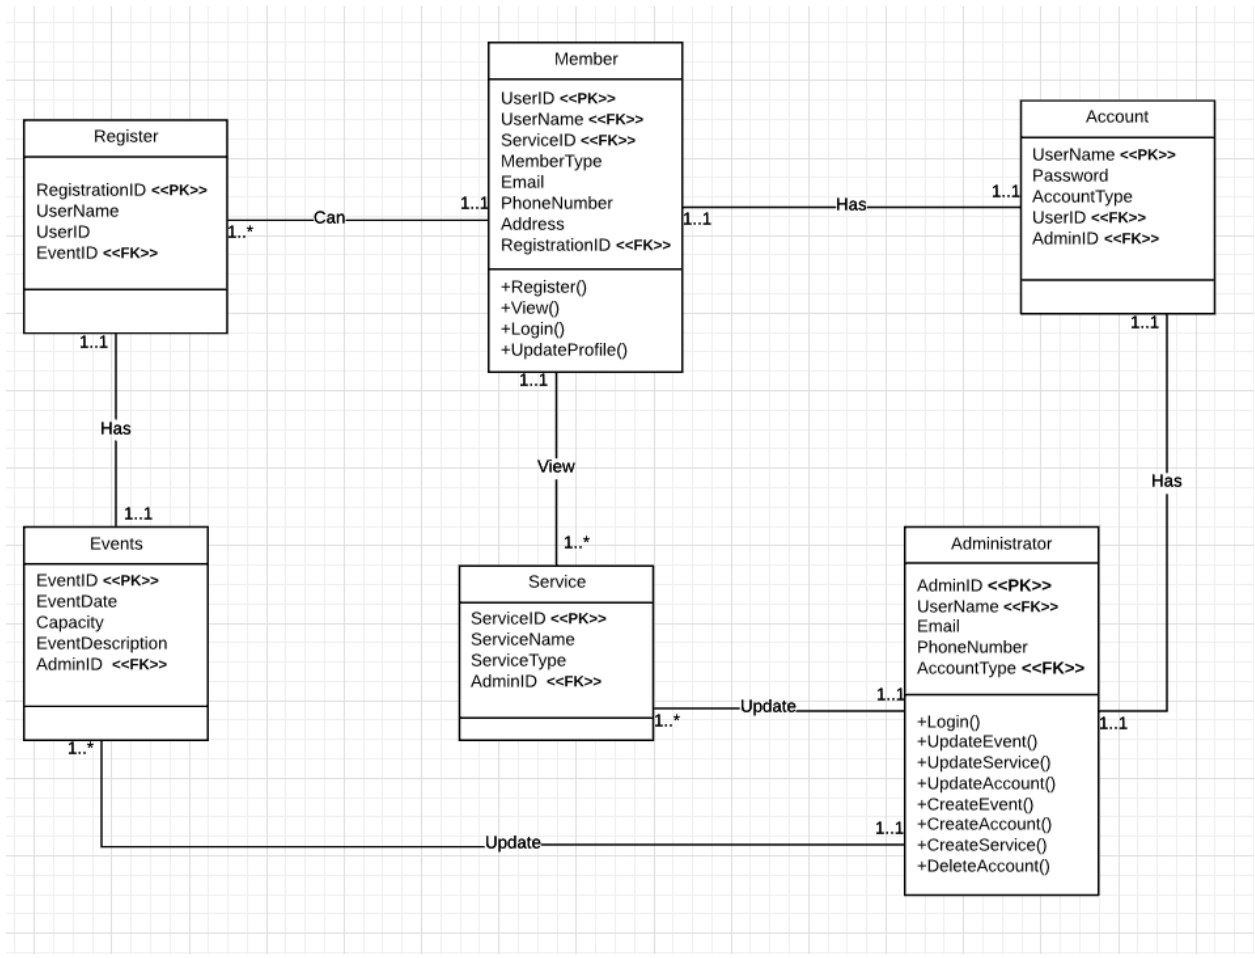 Member
UserID <<PK>>
UserName <<FK>>
ServiceID <<FK>>
MemberType
Email
PhoneNumber
Address
RegistrationID <<FK>>
+Register()
+View()
+Login()
+UpdateProfile()
Account
UserName <<PK>>
Password
AccountType
UserID <<FK>>
AdminID <<FK>>
Register
RegistrationID <<PK>>
UserName
UserID
EventID <<FK>>
1..*
Can
1..1
1..1
Has
1..1
1..1
Has
1..1
1..1
View
1..*
1..1
Has
1..1
Events
EventID <<PK>>
EventDate
Capacity
EventDescription
AdminID <<FK>>
Service
ServiceID <<PK>>
ServiceName
ServiceType
AdminID <<FK>>
Administrator
AdminID <<PK>>
UserName <<FK>>
Email
PhoneNumber
AccountType <<FK>>
+Login()
+UpdateEvent()
+UpdateService()
+UpdateAccount()
+CreateEvent()
+CreateAccount()
+CreateService()
+DeleteAccount()
1..*
Update
1..1
1..*
Update
1..1